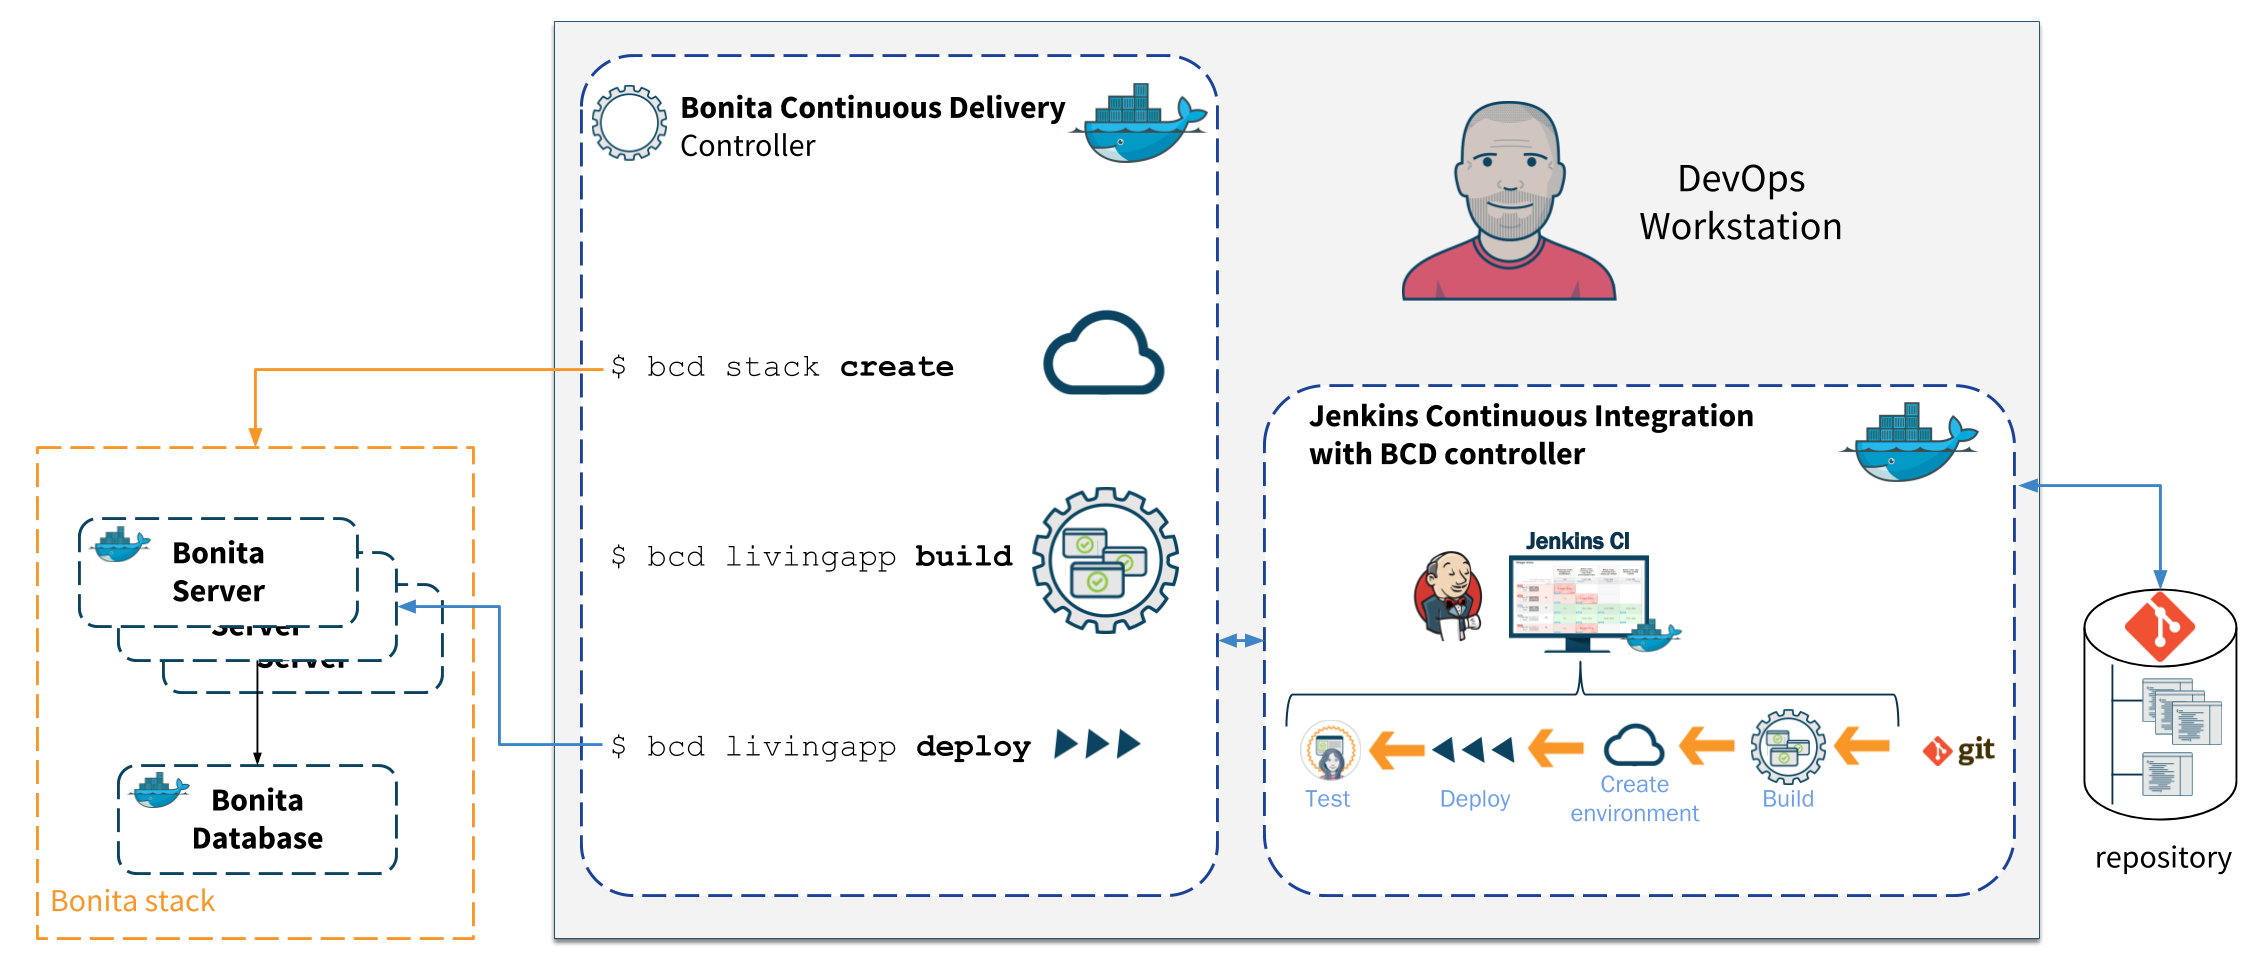 Bonita Continuous Delivery
Controller
DevOps
Workstation
$ bcd stack create
$ bcd livingapp build
$ bcd livingapp deploy
Jenkins Continuous Integration
with BCD controller
Jenkins CI
Test
Deploy
Create
environment
Build
git
repository
Bonita
Server
Server
Server
Bonita
Database
Bonita stack